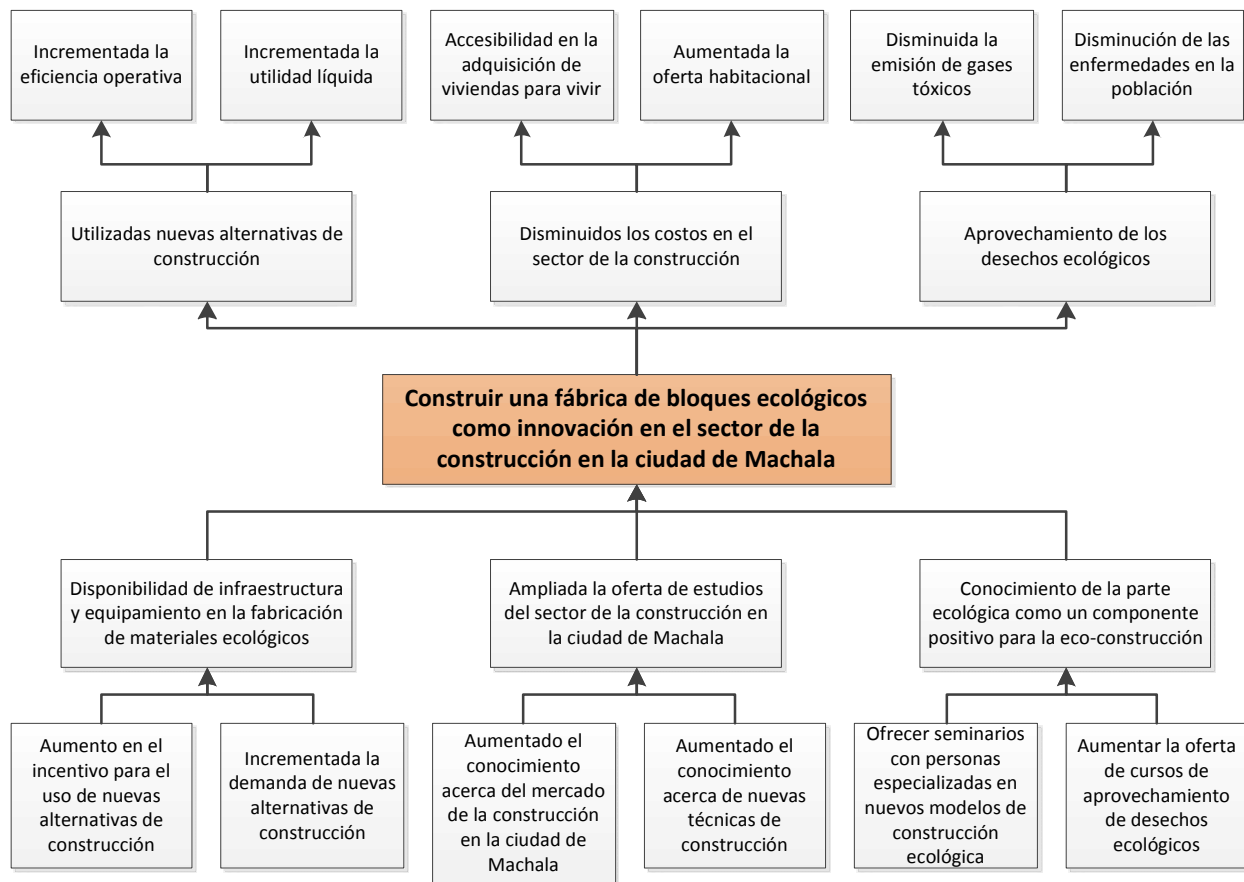 Incrementada la
eficiencia operativa
Incrementada la
utilidad líquida
Accesibilidad en la
adquisición de
viviendas para vivir
Aumentada la
oferta habitacional
Disminuida la
emisión de gases
tóxicos
Disminución de las
enfermedades en la
población
Utilizadas nuevas alternativas de
construcción
Disminuidos los costos en el
sector de la construcción
Aprovechamiento de los
desechos ecológicos
Construir una fábrica de bloques ecológicos
como innovación en el sector de la
construcción en la ciudad de Machala
Disponibilidad de infraestructura
y equipamiento en la fabricación
de materiales ecológicos
Ampliada la oferta de estudios
del sector de la construcción en
la ciudad de Machala
Conocimiento de la parte
ecológica como un componente
positivo para la eco-construcción
Aumento en el
incentivo para el
uso de nuevas
alternativas de
construcción
Incrementada la
demanda de nuevas
alternativas de
construcción
Aumentado el
conocimiento
acerca del mercado
de la construcción
en la ciudad de
Machala
Aumentado el
conocimiento
acerca de nuevas
técnicas de
construcción
Ofrecer seminarios
con personas
especializadas en
nuevos modelos de
construcción
ecológica
Aumentar la oferta
de cursos de
aprovechamiento
de desechos
ecológicos